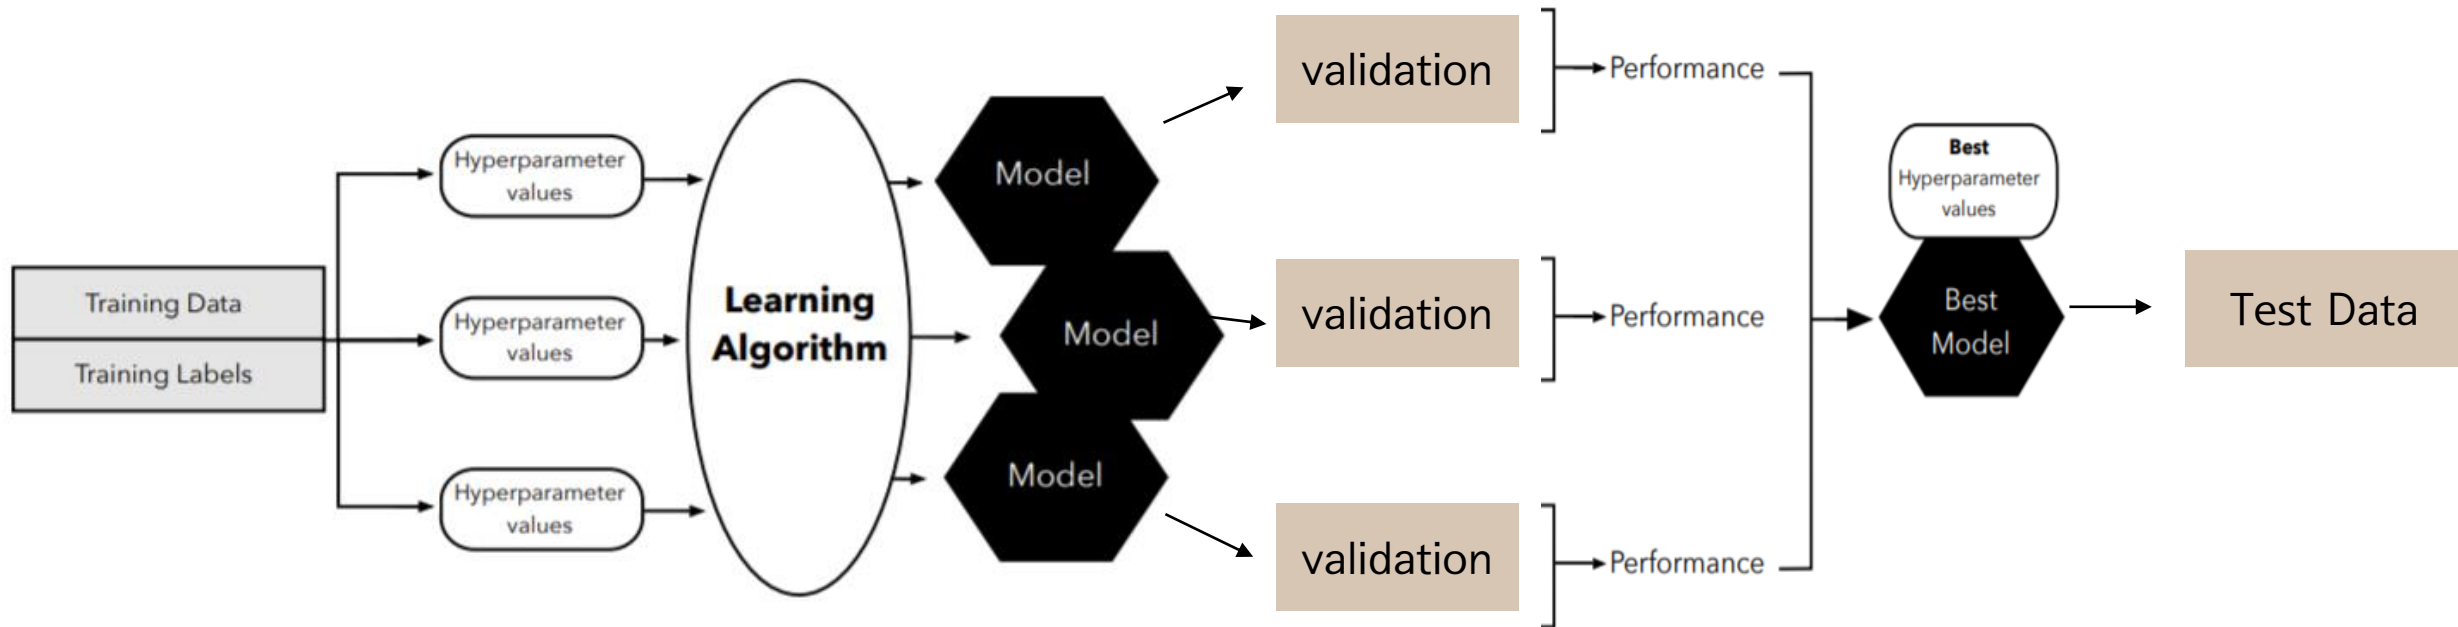 Training Data
Training Labels
Hyperparameter
values
Hyperparameter
values
Hyperparameter
values
Learning
Algorithm
Model
Model
Model
validation
validation
validation
Performance
Performance
Performance
Best
Hyperparameter
values
Best
Model
Test Data